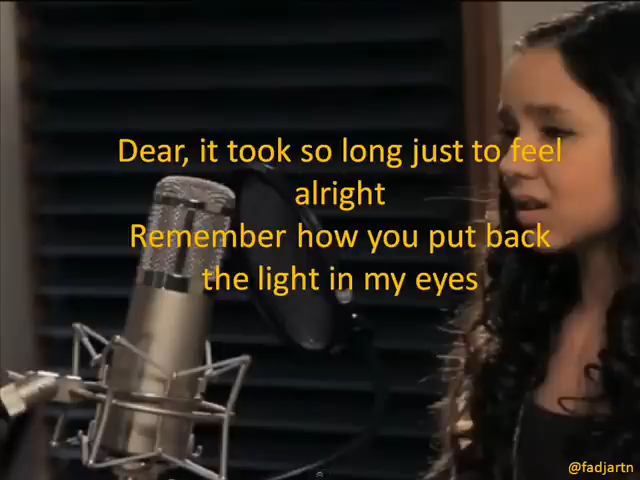 Dear, it took so long just to feel
alright
Remember how you put back
the light in my eyes
@fadjartn